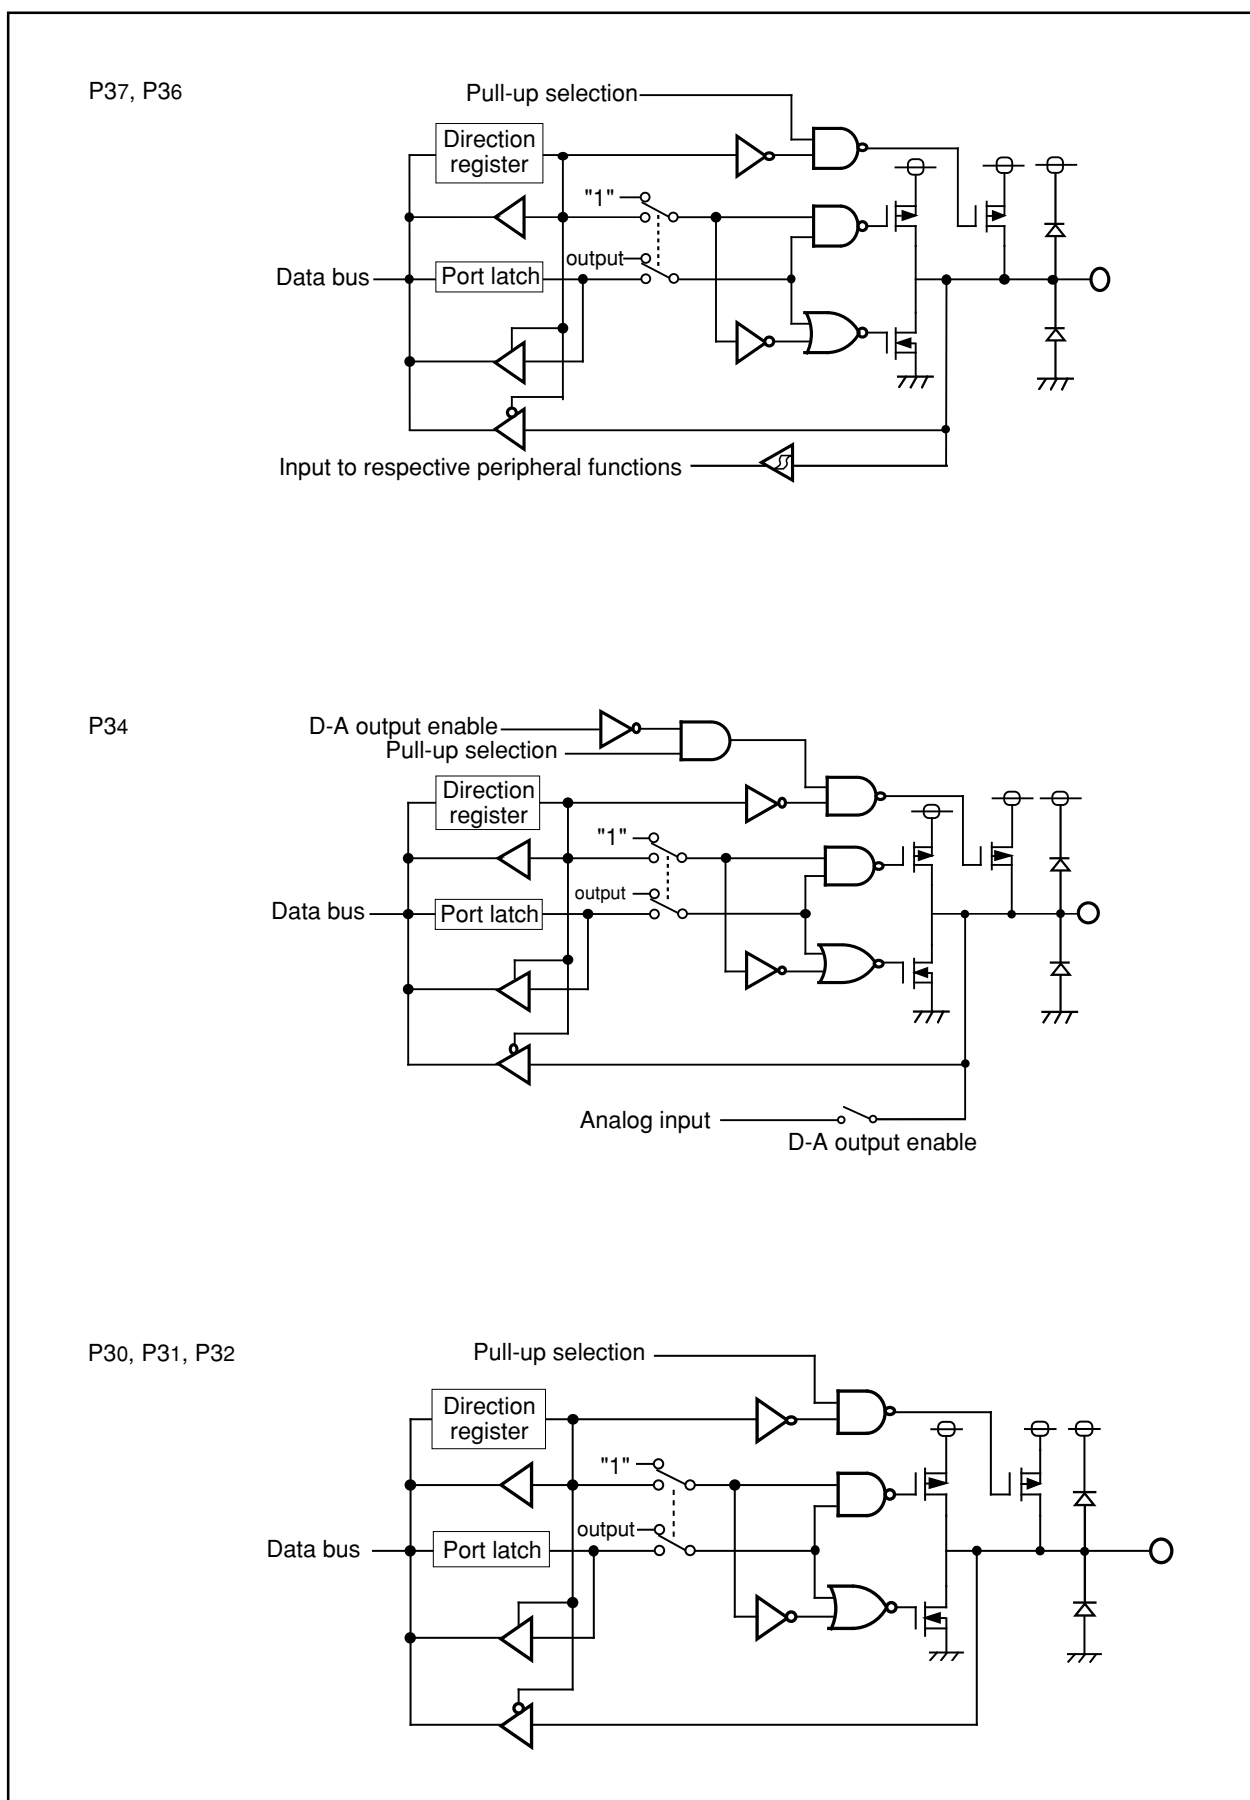 P37, P36
Pull-up selection
Direction
register
"1"
output
Data bus
Port latch
Input to respective peripheral functions
P34
D-A output enable
Pull-up selection
Direction
register
"1"
output
Data bus
Port latch
Analog input
D-A output enable
P30, P31, P32
Pull-up selection
Direction
register
"1"
output
Data bus
Port latch